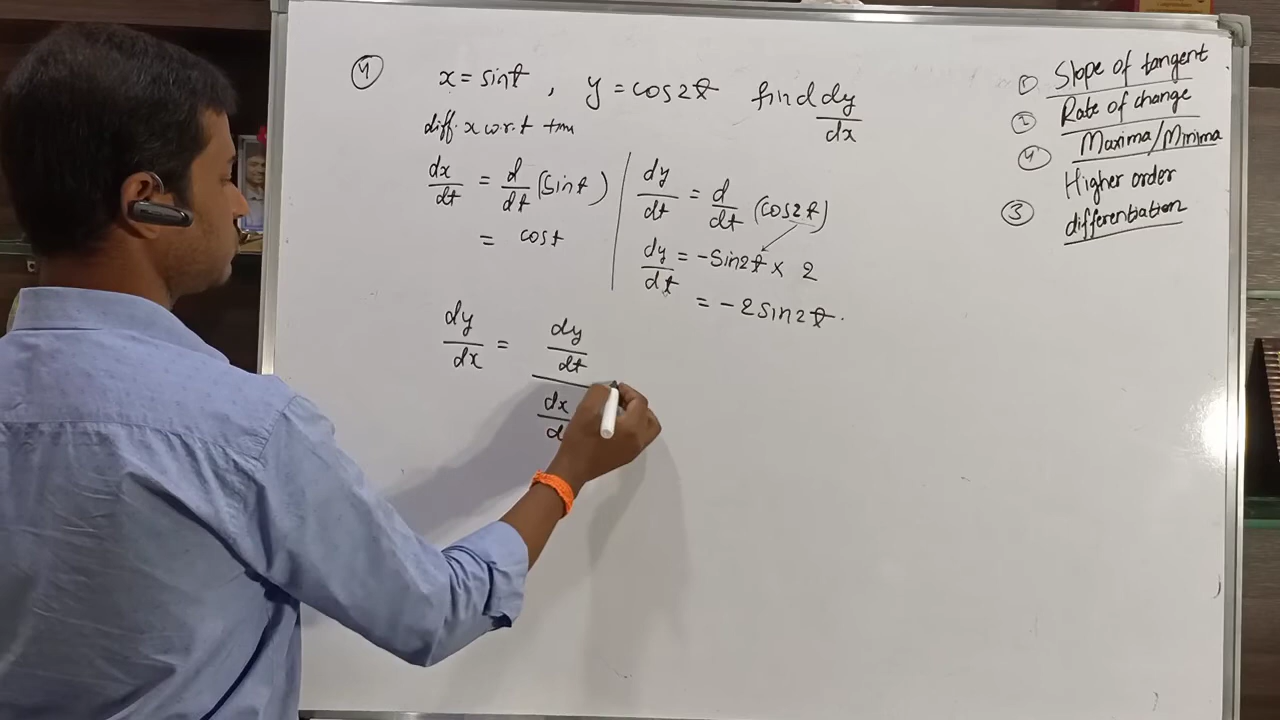 4) x = sint , y = cos2t find dy/dx
diff. x w.r.t
dx/dt = d/dt (sint)
= cost
dy/dt = d/dt (cos2t)
dy/dt = -sin2t × 2
= -2sin2t.
dy/dx = dy/dt
dx
① Slope of tangent
② Rate of change
④ Maxima/Minima
Higher order
③ differentiation